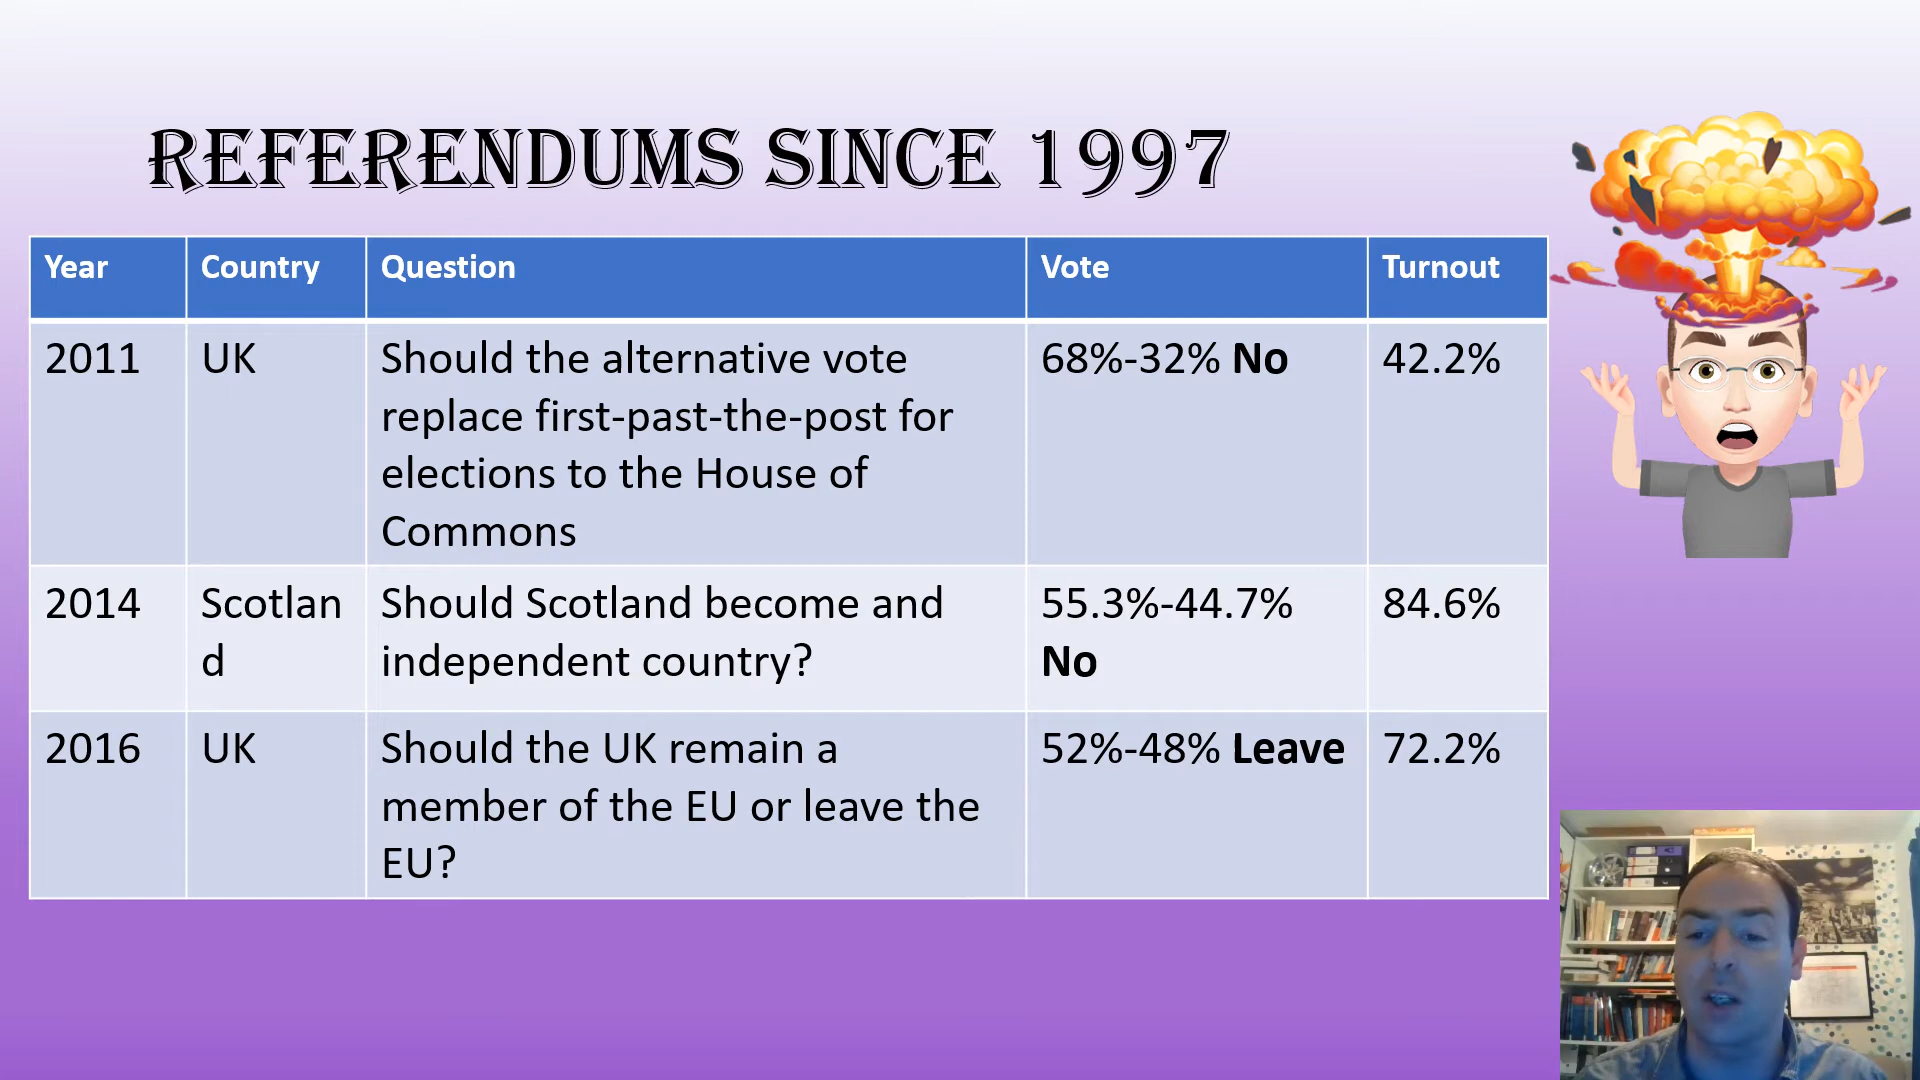 REFERENDUMS SINCE 1997
Year Country Question Vote Turnout
2011 UK Should the alternative vote 68%-32% No 42.2%
replace first-past-the-post for
elections to the House of
Commons
2014 Scotlan Should Scotland become and 55.3%-44.7% 84.6%
d independent country? No
2016 UK Should the UK remain a 52%-48% Leave 72.2%
member of the EU or leave the
EU?